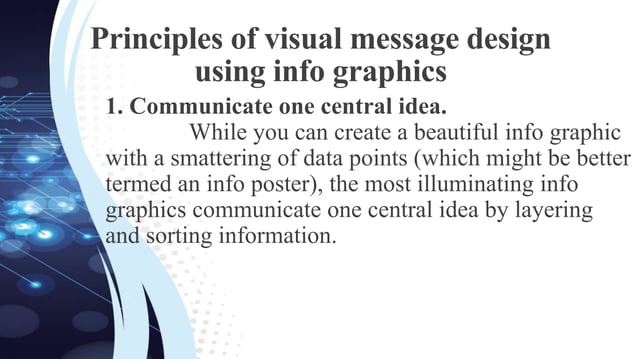 Principles of visual message design
using info graphics
1. Communicate one central idea.
While you can create a beautiful info graphic
with a smattering of data points (which might be better
termed an info poster), the most illuminating info
graphics communicate one central idea by layering
and sorting information.